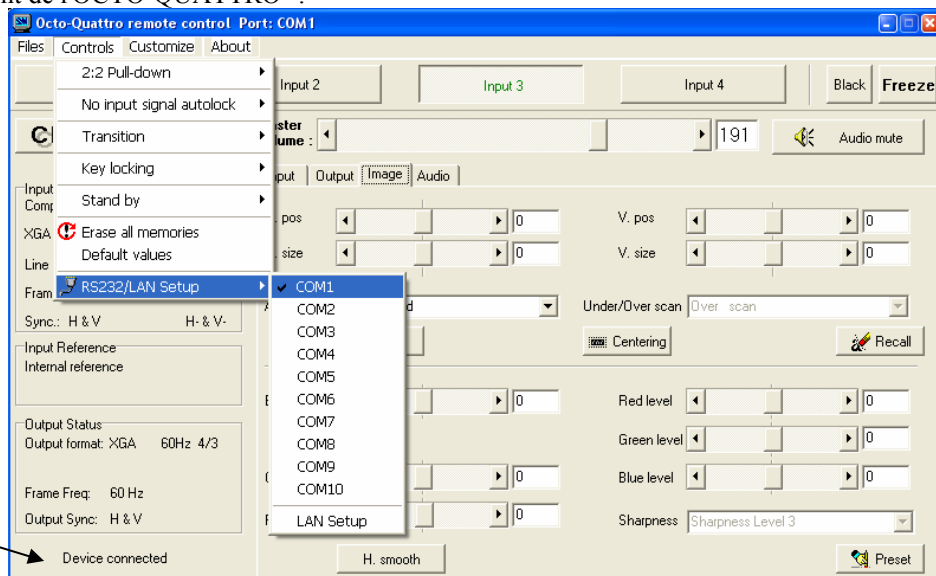 de l'OCTO-QUATTRO
Octo-Quattro remote control Port: COM1
Files Controls Customize About
2:2 Pull-down
No input signal autolock
Transition
Key locking
Stand by
Erase all memories
Default values
RS232/LAN Setup
COM1
COM2
COM3
COM4
COM5
COM6
COM7
COM8
COM9
COM10
LAN Setup
Input 2 Input 3 Input 4 Black Freeze
191 Audio mute
Output Image Audio
Input
XGA
Line
Sync.: H & V H- & V-
Input Reference
Internal reference
Output Status
Output format: XGA 60Hz 4/3
Frame Freq: 60 Hz
Output Sync: H & V
Device connected
pos 0 V. pos 0
size 0 V. size 0
Under/Over scan Over scan
Centering Recall
0 Red level 0
Green level 0
0 Blue level 0
0 Sharpness Sharpness Level 3
H. smooth Preset